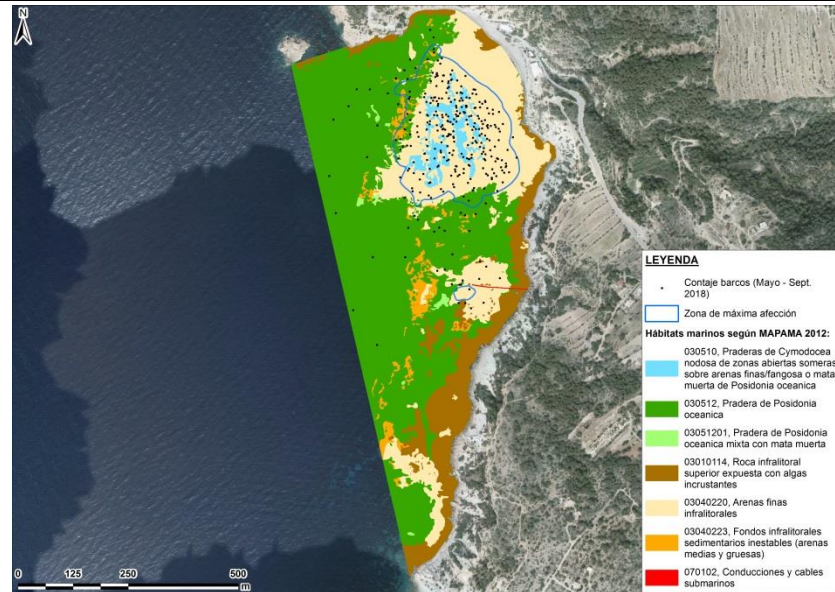 N
LEYENDA
Contaje barcos (Mayo - Sept.
2018)
Zona de máxima afección
Hábitats marinos según MAPAMA 2012:
030510, Praderas de Cymodocea
nodosa de zonas abiertas someras
sobre arenas finas/fangosa o mata
muerta de Posidonia oceanica
030512, Pradera de Posidonia
oceanica
03051201, Pradera de Posidonia
oceanica mixta con mata muerta
03010114, Roca infralitoral
superior expuesta con algas
incrustantes
03040220, Arenas finas
infralitorales
03040223, Fondos infralitorales
sedimentarios inestables (arenas
medias y gruesas)
070102, Conducciones y cables
submarinos
0 125 250 500
m